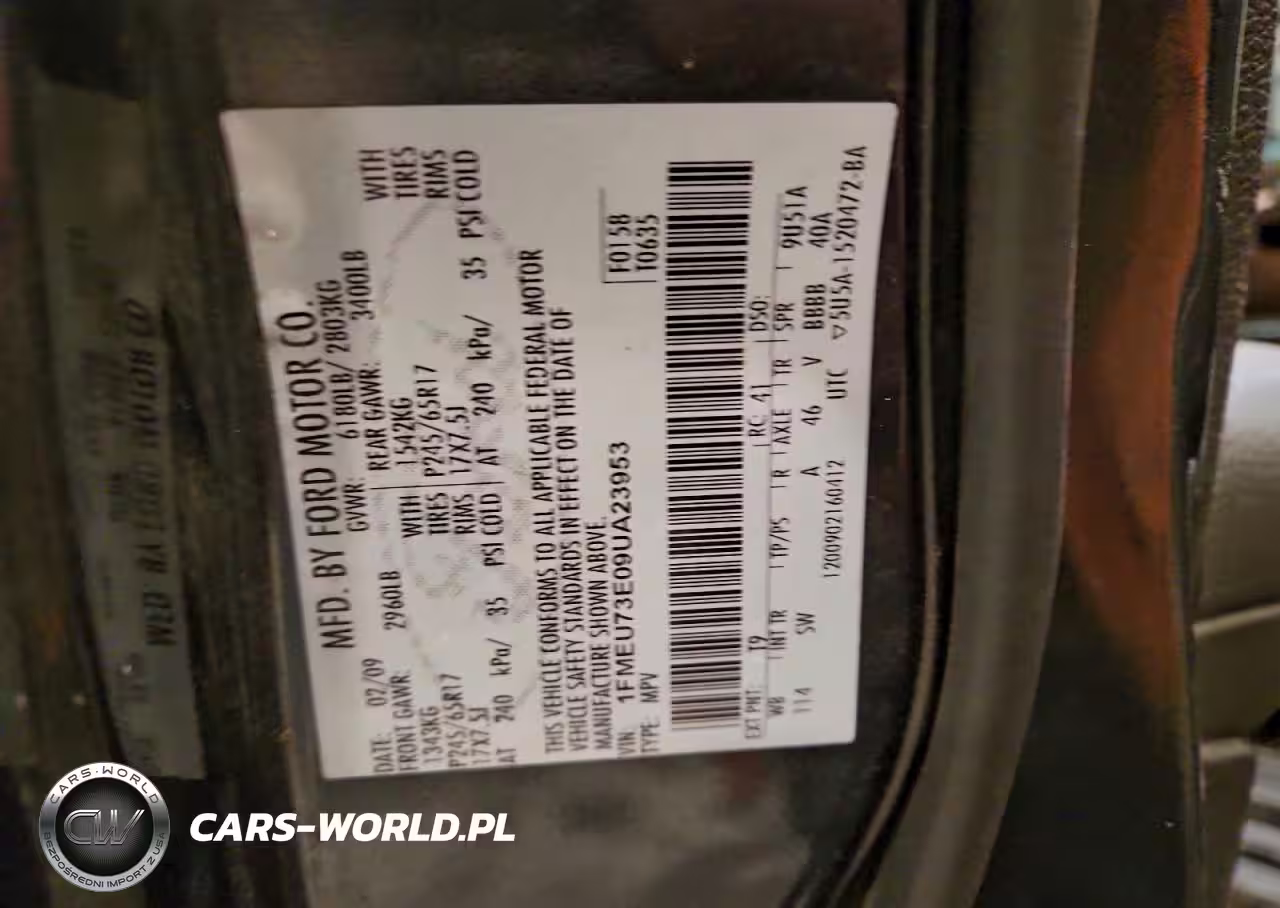 MFD. BY FORD MOTOR CO.
DATE: 02/09 GVWR: 6180LB/ 2803KG
FRONT GAWR: 2960LB REAR GAWR: 3400LB
1343KG WITH 1542KG WITH
P245/65R17 TIRES P245/65R17 TIRES
17X7.5J RIMS 17X7.5J RIMS
AT 240 kPa/ 35 PSI COLD AT 240 kPa/ 35 PSI COLD
THIS VEHICLE CONFORMS TO ALL APPLICABLE FEDERAL MOTOR
VEHICLE SAFETY STANDARDS IN EFFECT ON THE DATE OF
MANUFACTURE SHOWN ABOVE.
VIN: 1FMEU73E09UA23953
TYPE: MPV
F0158
T0635
EXT PNT: T9 RC: 41 DSO:
WB INT TR TP/PS R AXLE TR SPR 9U51A
114 SW A 46 V BBBB 40A
1200902160412 UTC ▽5U5A-1520472-BA
CARS-WORLD
CW
BEZPOŚREDNI IMPORT Z USA
CARS-WORLD.PL